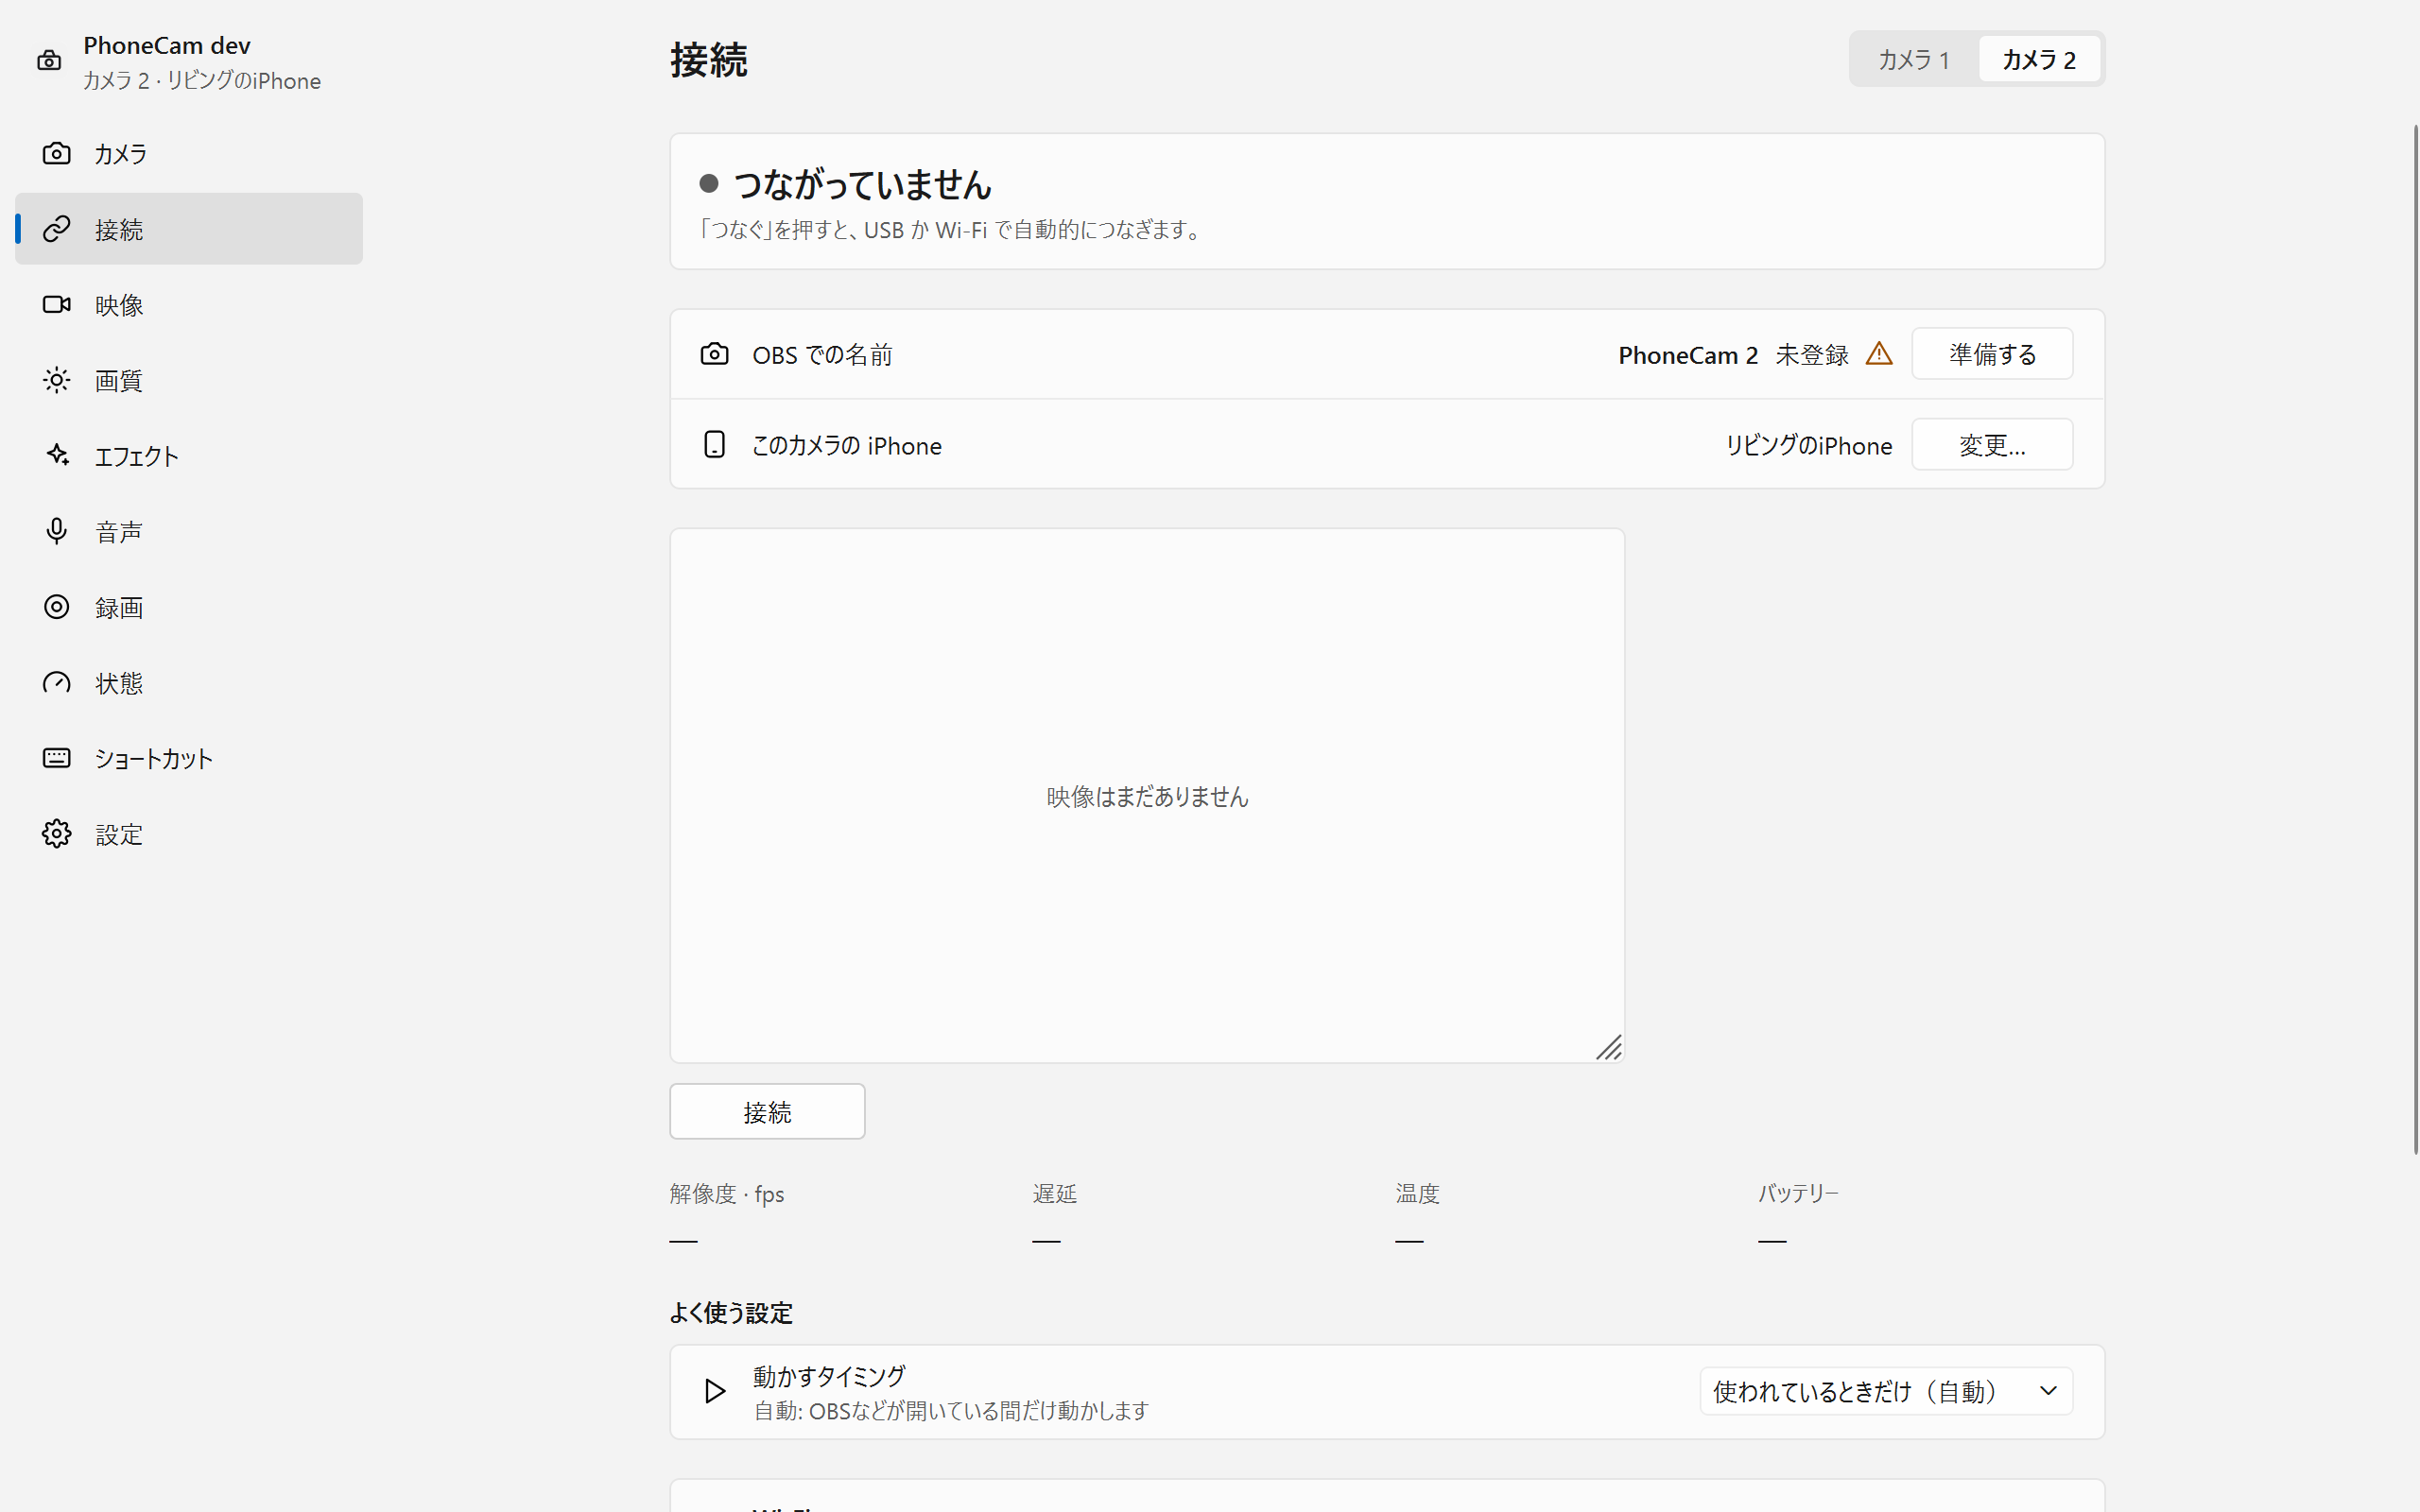 PhoneCam dev
カメラ 2 · リビングのiPhone
カメラ
接続
映像
画質
エフェクト
音声
録画
状態
ショートカット
設定
接続
カメラ 1
カメラ 2
つながっていません
「つなぐ」を押すと、USB か Wi-Fi で自動的につなぎます。
OBS での名前
PhoneCam 2 未登録
準備する
このカメラの iPhone
リビングのiPhone
変更...
映像はまだありません
接続
解像度 · fps
遅延
温度
バッテリー
—
—
—
—
よく使う設定
動かすタイミング
自動: OBSなどが開いている間だけ動かします
使われているときだけ（自動）